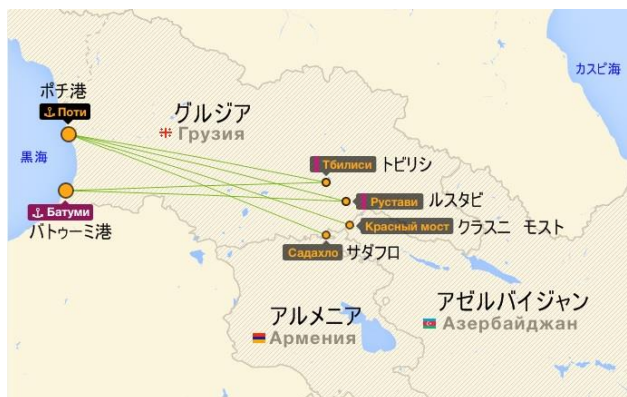 カスピ海
ポチ港
Поти
グルジア
Грузия
黒海
Тбилиси トビリシ
Рустави ルスタビ
Батуми
バトゥーミ港
Красный мост クラスニ モスト
Садахло サダフロ
アゼルバイジャン
Азербайджан
アルメニア
Армения